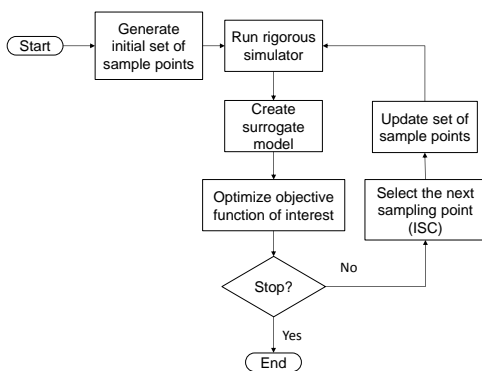 Start
Generate
initial set of
sample points
Run rigorous
simulator
Create
surrogate
model
Update set of
sample points
Optimize objective
function of interest
Select the next
sampling point
(ISC)
Stop?
No
Yes
End